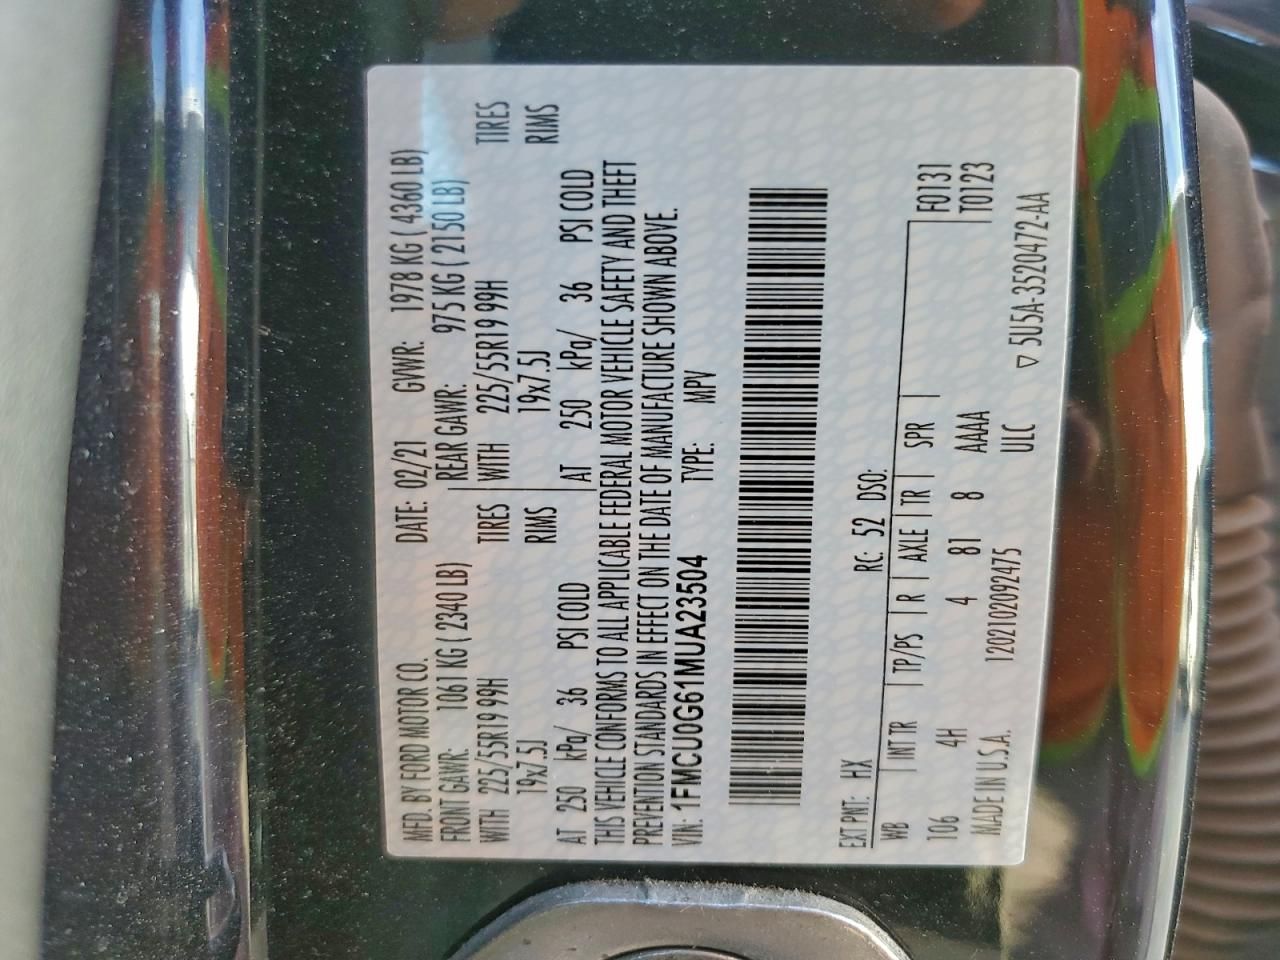 MFD. BY FORD MOTOR CO. DATE: 02/21 GVWR: 1978 KG ( 4360 LB)
FRONT GAWR: 1061 KG ( 2340 LB) REAR GAWR: 975 KG ( 2150 LB)
WITH 225/55R19 99H TIRES WITH 225/55R19 99H TIRES
19x7.5J RIMS 19x7.5J RIMS
AT 250 kPa/ 36 PSI COLD AT 250 kPa/ 36 PSI COLD
THIS VEHICLE CONFORMS TO ALL APPLICABLE FEDERAL MOTOR VEHICLE SAFETY AND THEFT
PREVENTION STANDARDS IN EFFECT ON THE DATE OF MANUFACTURE SHOWN ABOVE.
VIN: 1FMCU0G61MUA23504 TYPE: MPV
EXT PNT: HX RC: 52 DSO:
WB INT TR TP/PS R AXLE TR SPR F0131
106 4H 4 81 8 AAAA T0123
MADE IN U.S.A. 1202102092475 ULC ▽ 5U5A-3520472-AA